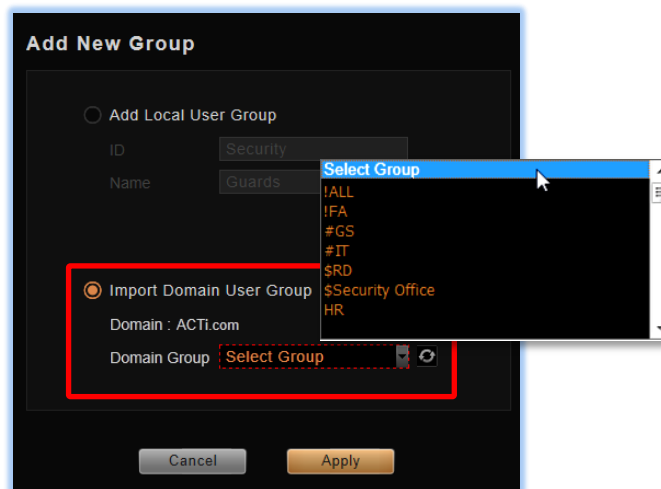 Add New Group
Add Local User Group
ID Security
Name Guards
Select Group
!ALL
!FA
#GS
#IT
$RD
$Security Office
HR
Import Domain User Group
Domain : ACTi.com
Domain Group Select Group
Cancel Apply